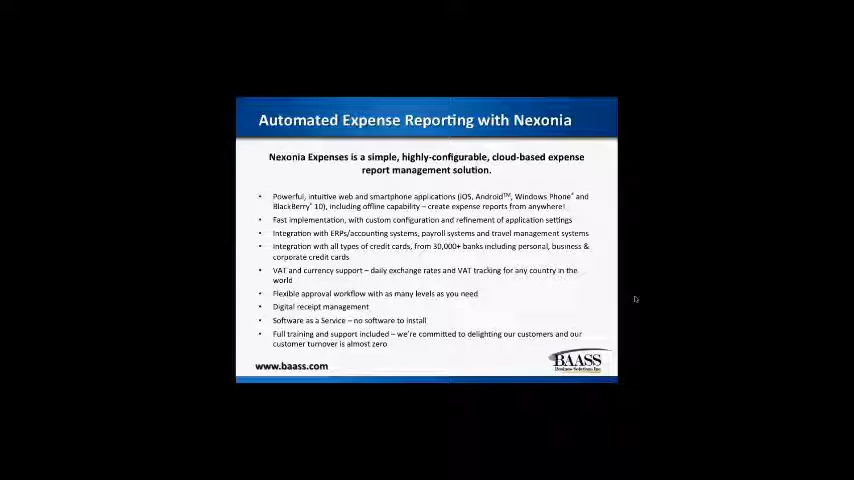 Automated Expense Reporting with Nexonia
Nexonia Expenses is a simple, highly-configurable, cloud-based expense
report management solution.
• Powerful, intuitive web and smartphone applications (iOS, Android™, Windows Phone® and
BlackBerry® 10), including offline capability – create expense reports from anywhere!
• Fast implementation, with custom configuration and refinement of application settings
• Integration with ERPs/accounting systems, payroll systems and travel management systems
• Integration with all types of credit cards, from 30,000+ banks including personal, business &
corporate credit cards
• VAT and currency support – daily exchange rates and VAT tracking for any country in the
world
• Flexible approval workflow with as many levels as you need
• Digital receipt management
• Software as a Service – no software to install
• Full training and support included – we're committed to delighting our customers and our
customer turnover is almost zero
www.baass.com
BAASS
Business Solutions Inc.